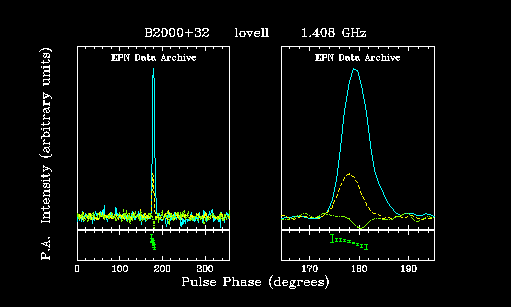 B2000+32 lovell 1.408 GHz
EPN Data Archive EPN Data Archive
P.A. Intensity (arbitrary units)
0 100 200 300 170 180 190
Pulse Phase (degrees)